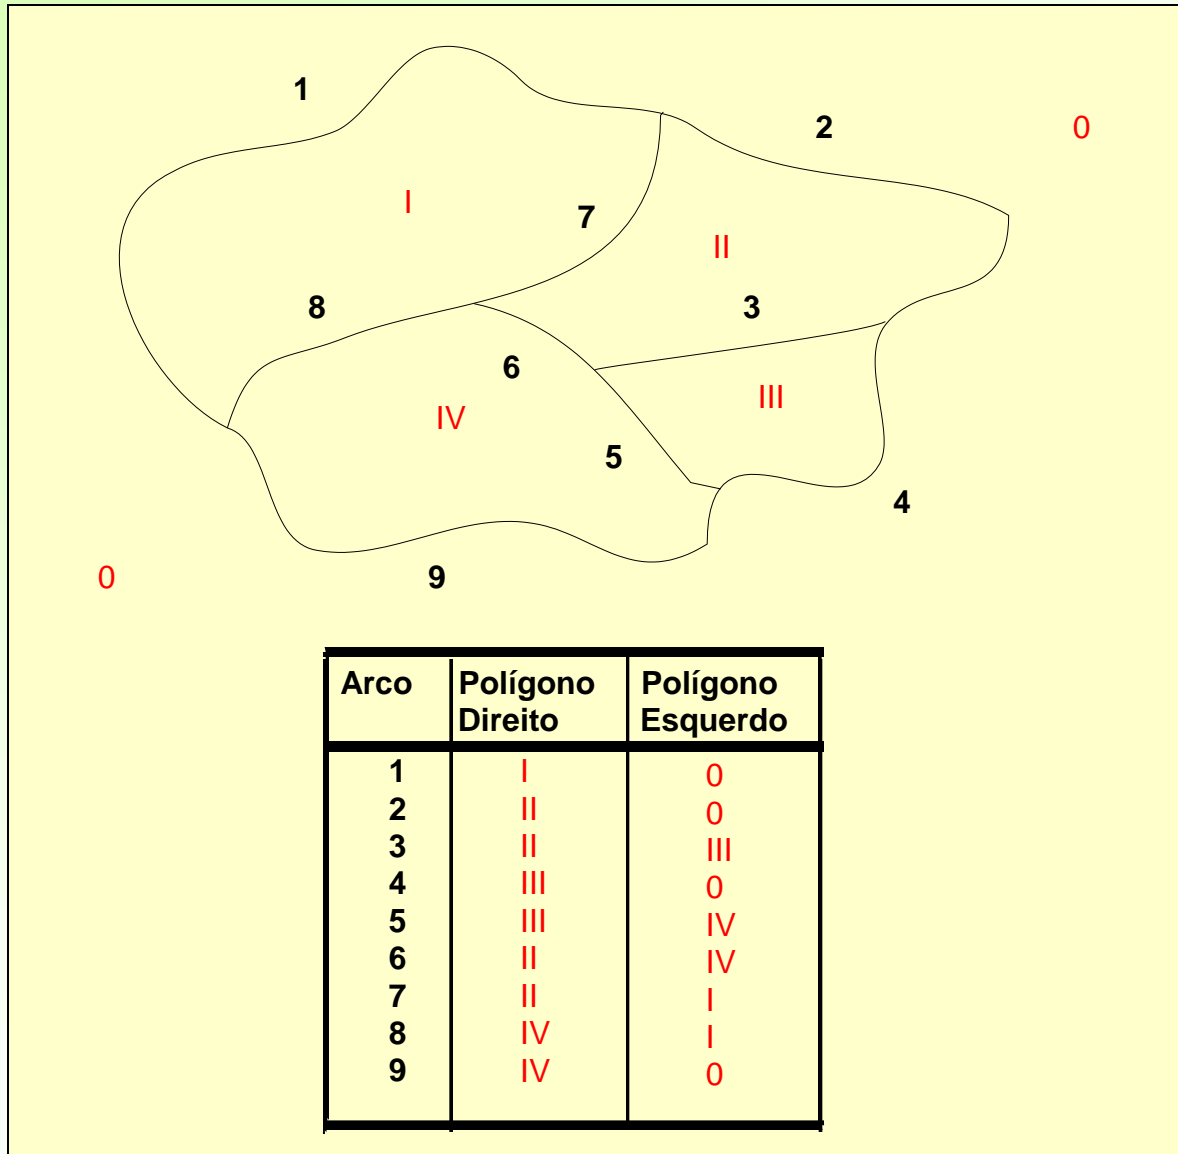 1
2
0
I
7
II
8
3
6
III
IV
5
4
0
9
Arco Polígono Direito Polígono Esquerdo
1 I 0
2 II 0
3 II III
4 III 0
5 III IV
6 II IV
7 II I
8 IV I
9 IV 0